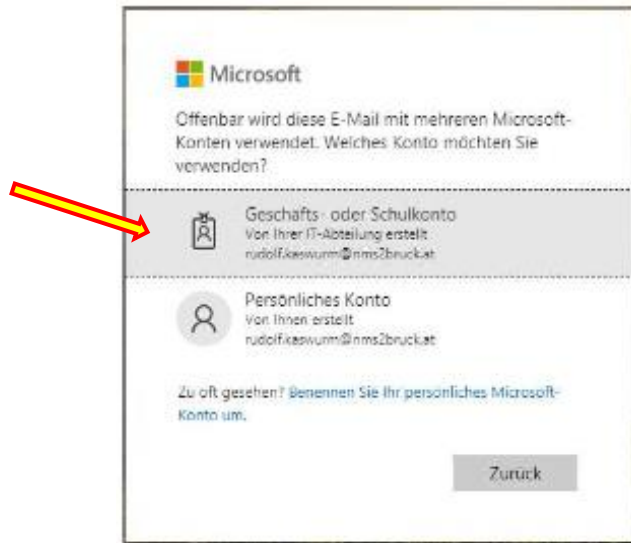 Microsoft
Offenbar wird diese E-Mail mit mehreren Microsoft-
Konten verwendet. Welches Konto möchten Sie
verwenden?
Geschäfts- oder Schulkonto
Von Ihrer IT-Abteilung erstellt
rudolf.kaswurm@nms2bruck.at
Persönliches Konto
Von Ihnen erstellt
rudolf.kaswurm@nms2bruck.at
Zu oft gesehen? Benennen Sie Ihr persönliches Microsoft-
Konto um.
Zurück